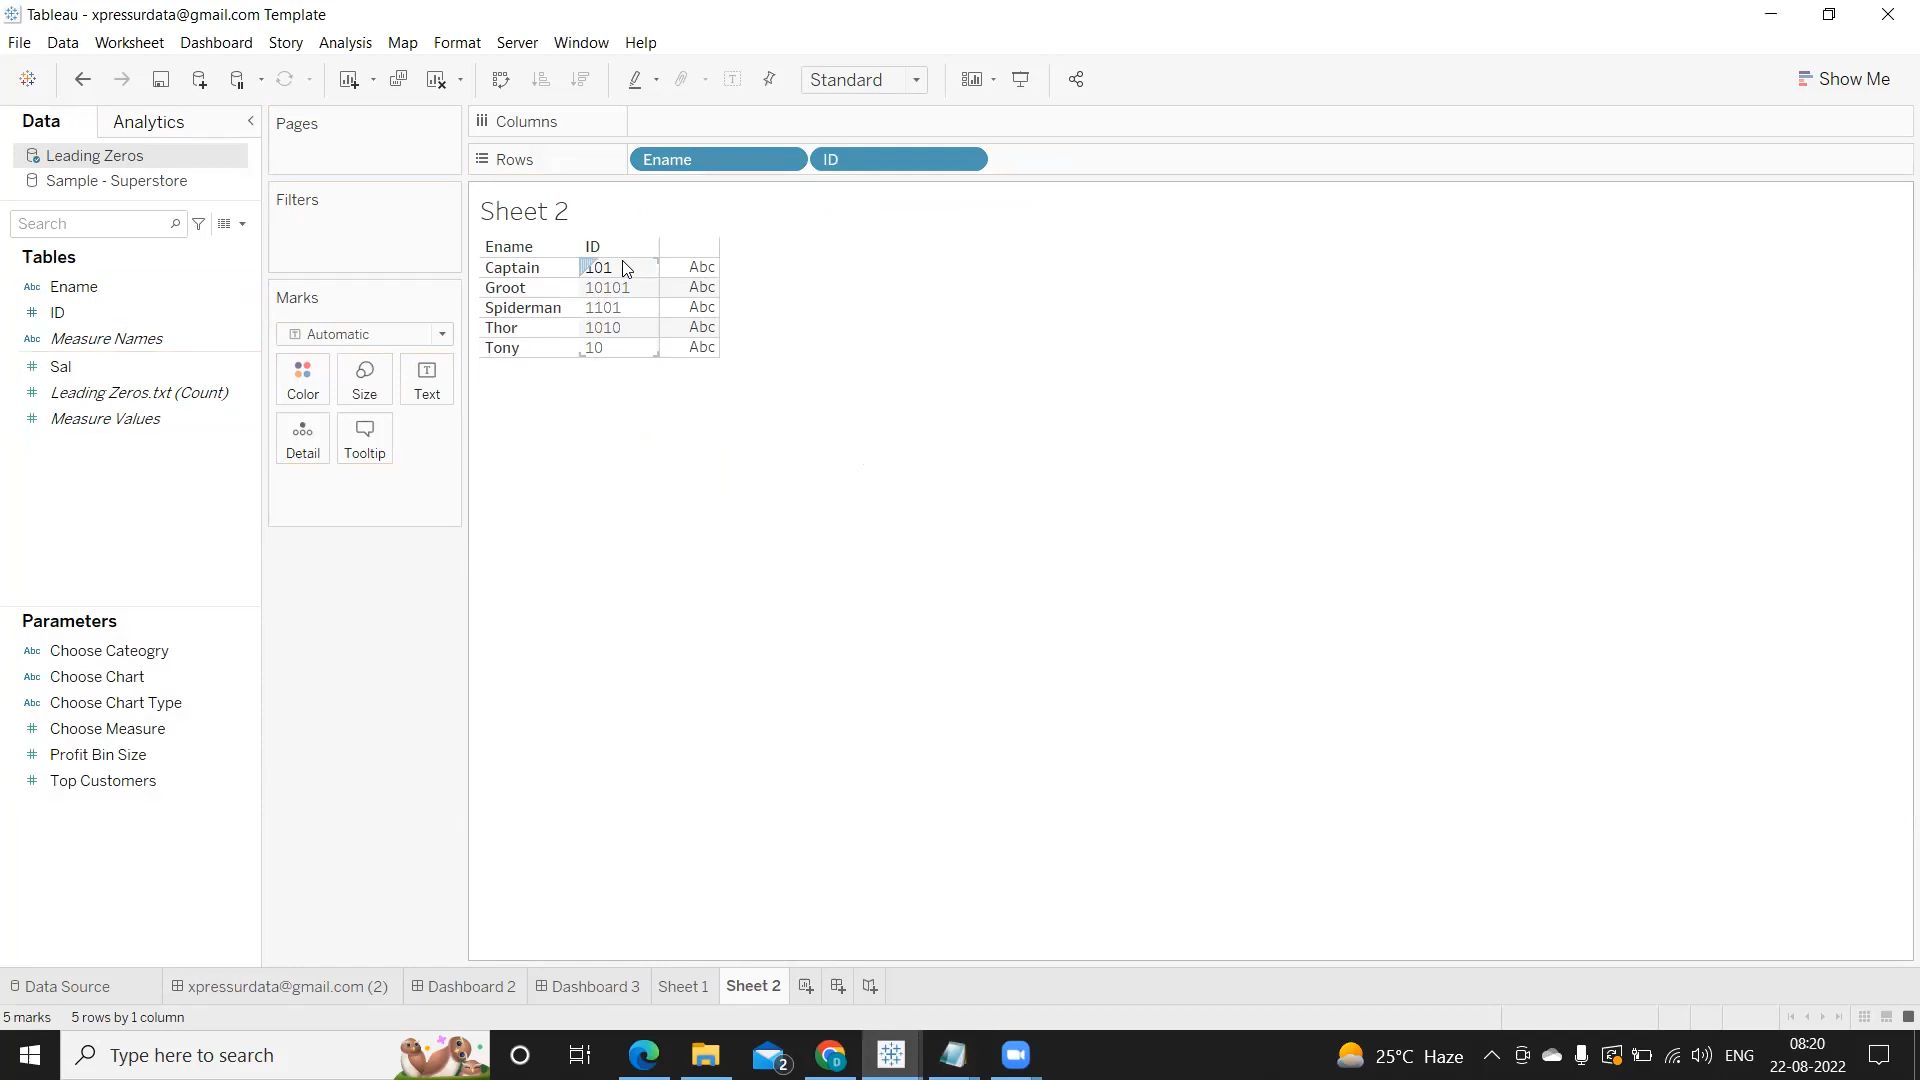 Tableau - xpressurdata@gmail.com Template
File Data Worksheet Dashboard Story Analysis Map Format Server Window Help
Standard
Show Me
Data Analytics
Leading Zeros
Sample - Superstore
Search
Tables
Abc Ename
# ID
Abc Measure Names
# Sal
# Leading Zeros.txt (Count)
# Measure Values
Parameters
Abc Choose Cateogry
Abc Choose Chart
Abc Choose Chart Type
# Choose Measure
# Profit Bin Size
# Top Customers
Pages
Filters
Marks
Automatic
Color Size Text
Detail Tooltip
Columns
Rows Ename ID
Sheet 2
Ename ID
Captain 101 Abc
Groot 10101 Abc
Spiderman 1101 Abc
Thor 1010 Abc
Tony 10 Abc
Data Source xpressurdata@gmail.com (2) Dashboard 2 Dashboard 3 Sheet 1 Sheet 2
5 marks 5 rows by 1 column
Type here to search
2
25°C Haze
ENG
08:20
22-08-2022